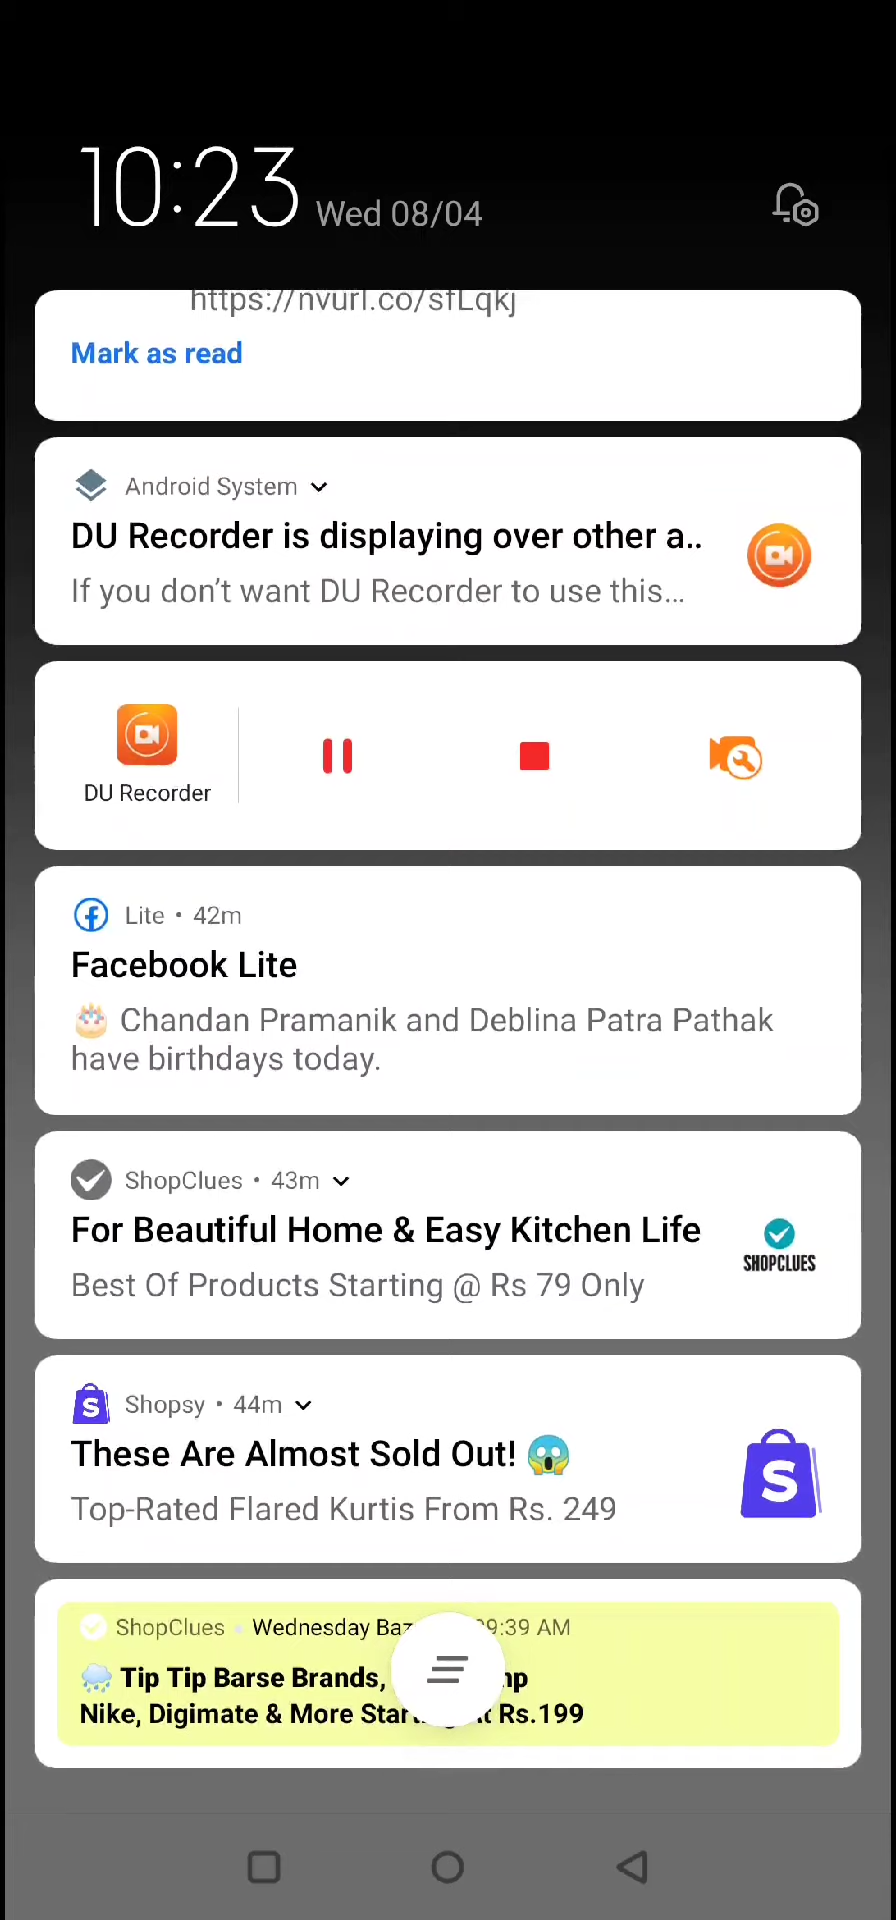 10:23 Wed 08/04
https://nvurl.co/sfLqkj
Mark as read
Android System
DU Recorder is displaying over other a..
If you don’t want DU Recorder to use this...
DU Recorder
Lite • 42m
Facebook Lite
🎂 Chandan Pramanik and Deblina Patra Pathak
have birthdays today.
ShopClues • 43m
For Beautiful Home & Easy Kitchen Life
Best Of Products Starting @ Rs 79 Only
SHOPCLUES
Shopsy • 44m
These Are Almost Sold Out! 😱
Top-Rated Flared Kurtis From Rs. 249
S
ShopClues • Wednesday 9:39 AM
🌧️ Tip Tip Barse Brands,
Nike, Digimate & More At Rs.199